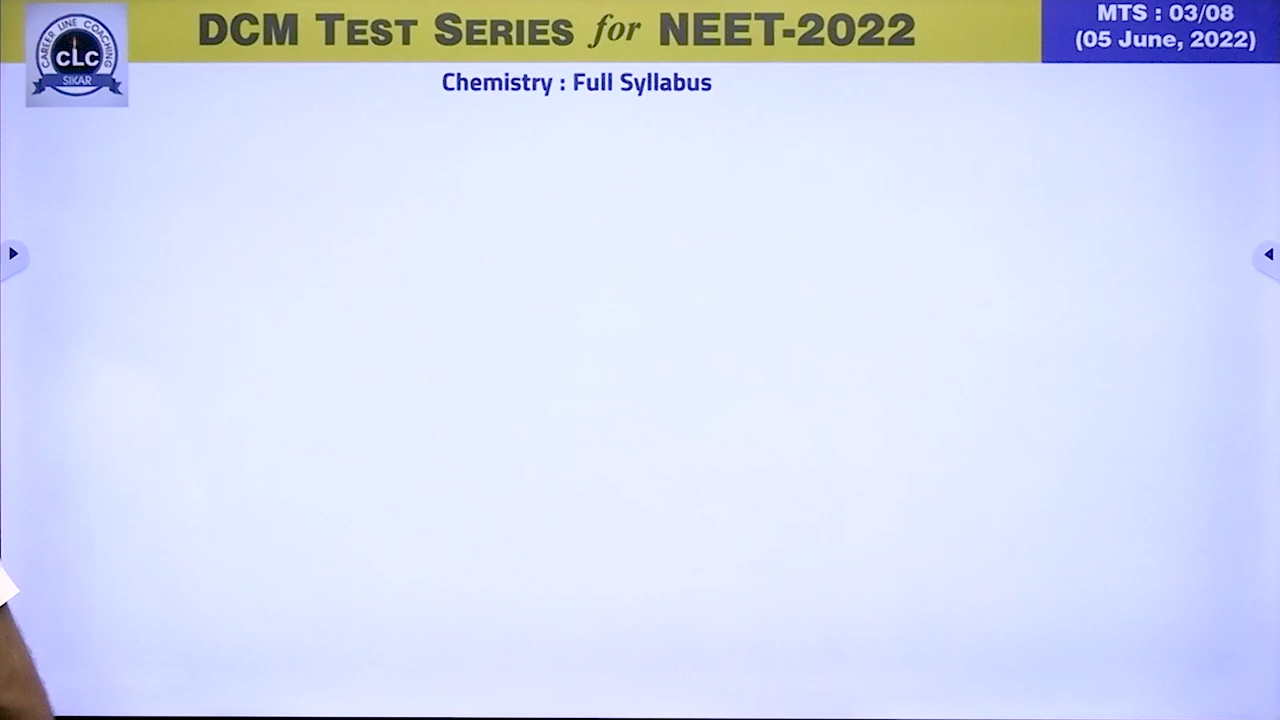 DCM TEST SERIES for NEET-2022
MTS : 03/08
(05 June, 2022)
CAREER LINE COACHING
CLC
SIKAR
Chemistry : Full Syllabus